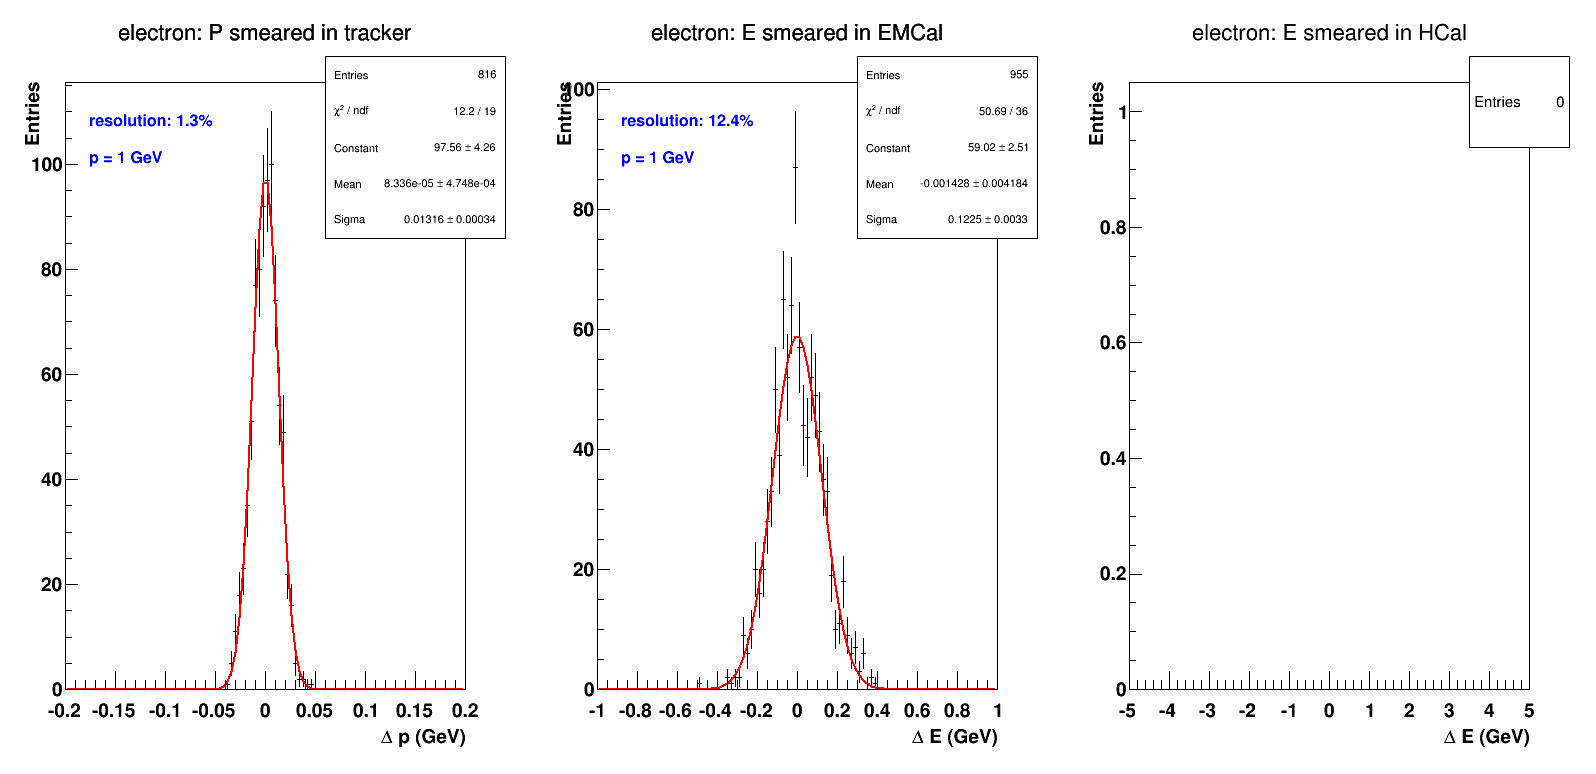 electron: P smeared in tracker
Entries
Entries 816
χ² / ndf 12.2 / 19
Constant 97.56 ± 4.26
Mean 8.336e-05 ± 4.748e-04
Sigma 0.01316 ± 0.00034
resolution: 1.3%
p = 1 GeV
100
80
60
40
20
0
-0.2 -0.15 -0.1 -0.05 0 0.05 0.1 0.15 0.2
Δ p (GeV)
electron: E smeared in EMCal
Entries
Entries 955
χ² / ndf 50.69 / 36
Constant 59.02 ± 2.51
Mean -0.001428 ± 0.004184
Sigma 0.1225 ± 0.0033
resolution: 12.4%
p = 1 GeV
100
80
60
40
20
0
-1 -0.8 -0.6 -0.4 -0.2 0 0.2 0.4 0.6 0.8 1
Δ E (GeV)
electron: E smeared in HCal
Entries
Entries 0
1
0.8
0.6
0.4
0.2
0
-5 -4 -3 -2 -1 0 1 2 3 4 5
Δ E (GeV)